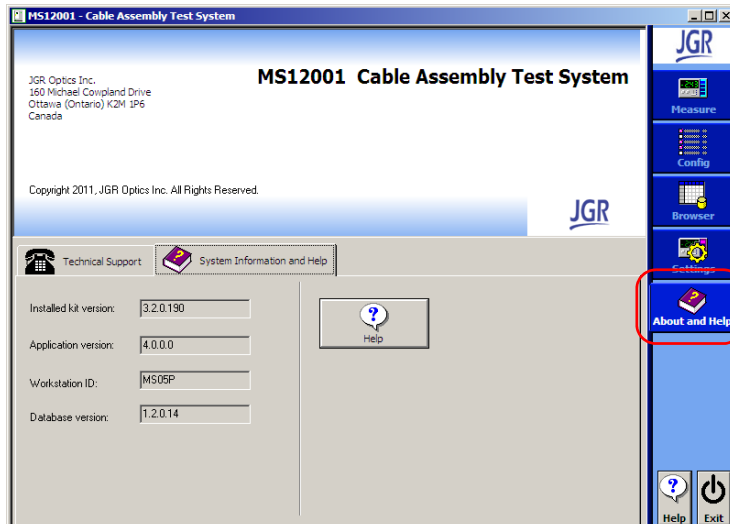 MS12001 - Cable Assembly Test System
JGR Optics Inc.
160 Michael Cowpland Drive
Ottawa (Ontario) K2M 1P6
Canada
MS12001 Cable Assembly Test System
Copyright 2011, JGR Optics Inc. All Rights Reserved.
JGR
Technical Support
System Information and Help
Installed kit version: 3.2.0.190
Application version: 4.0.0.0
Workstation ID: MS05P
Database version: 1.2.0.14
Help
JGR
Measure
Config
Browser
Settings
About and Help
Help
Exit